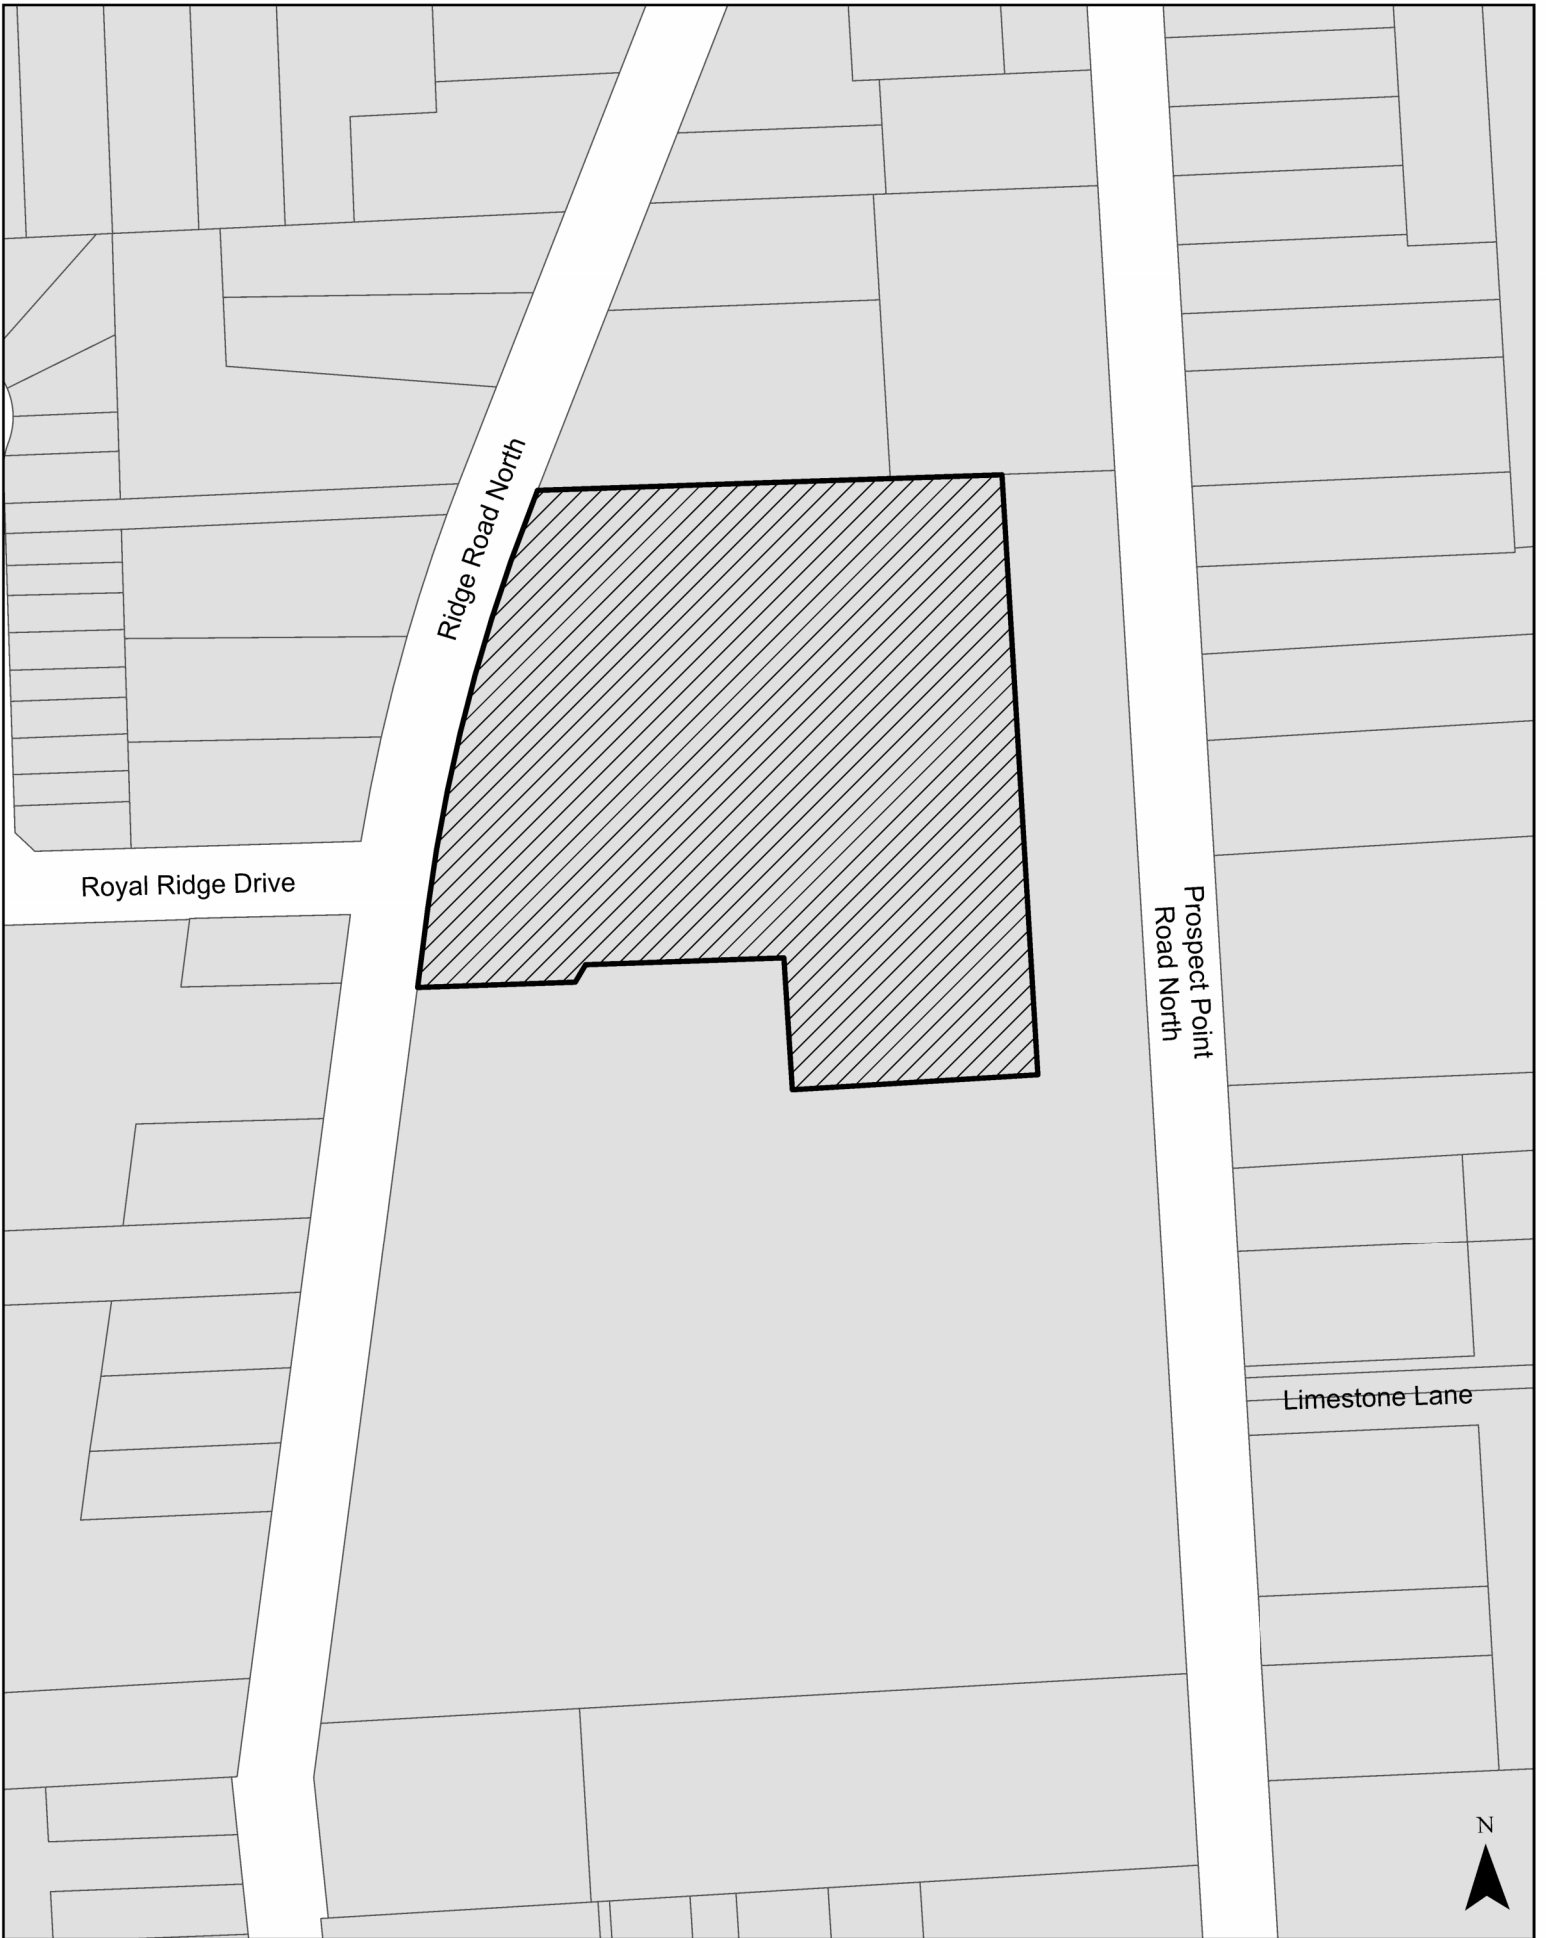 Ridge Road North
Royal Ridge Drive
Prospect Point
Road North
Limestone Lane
N